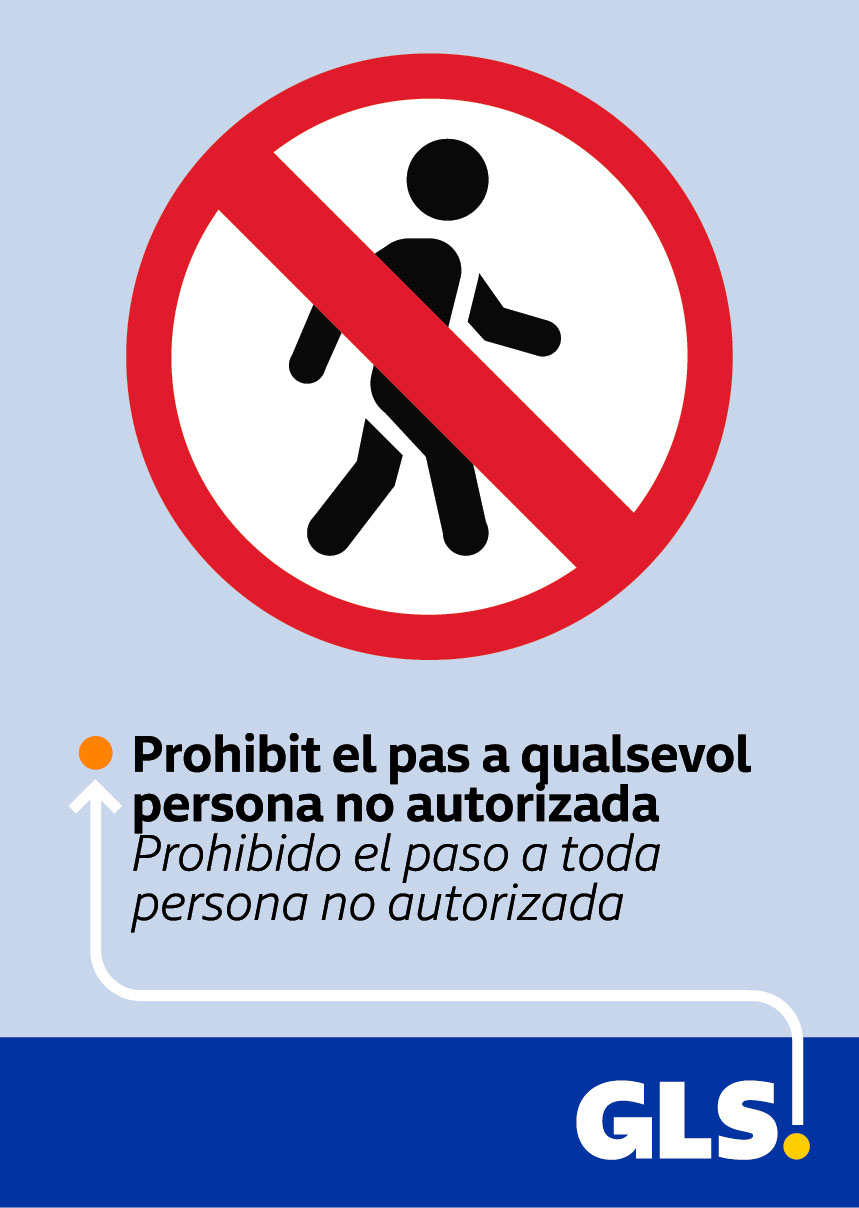 Prohibit el pas a qualsevol
persona no autorizada
Prohibido el paso a toda
persona no autorizada
GLS.